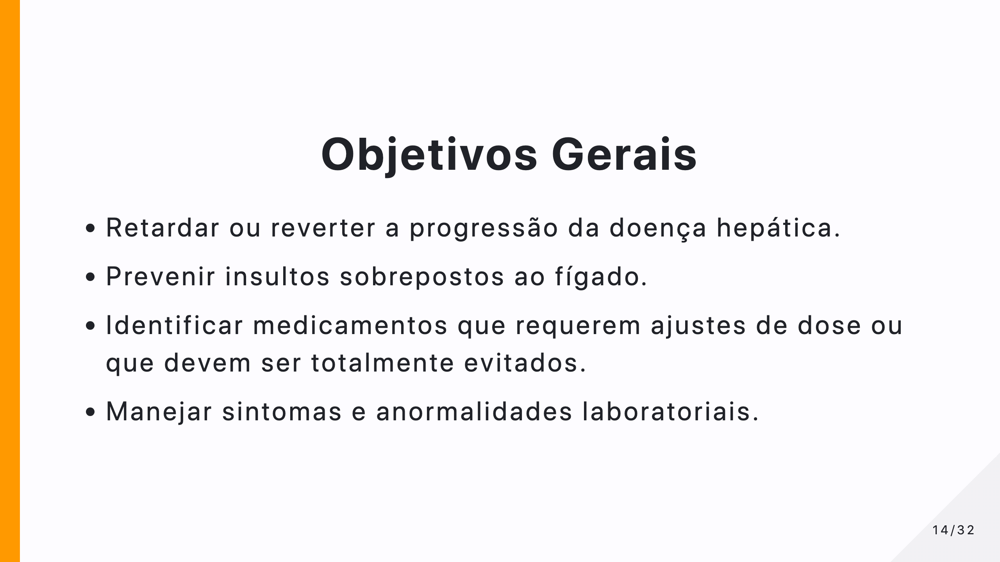 Objetivos Gerais
• Retardar ou reverter a progressão da doença hepática.
• Prevenir insultos sobrepostos ao fígado.
• Identificar medicamentos que requerem ajustes de dose ou
que devem ser totalmente evitados.
• Manejar sintomas e anormalidades laboratoriais.
14/32